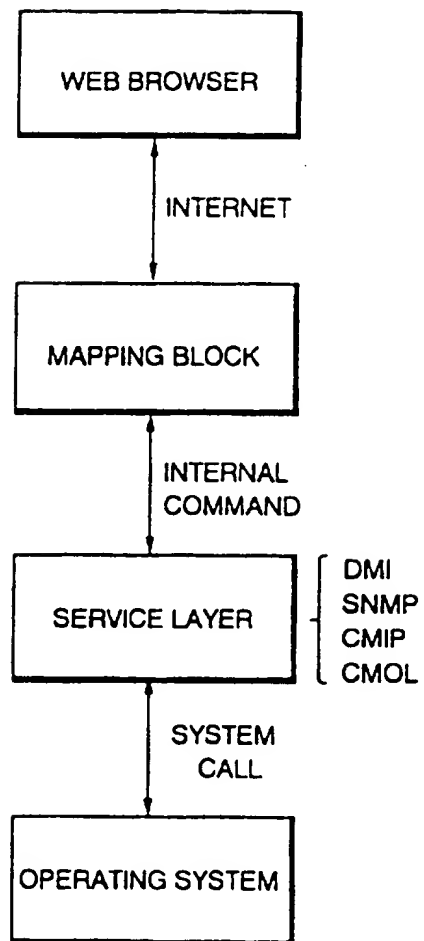 WEB BROWSER
INTERNET
MAPPING BLOCK
INTERNAL
COMMAND
SERVICE LAYER
DMI
SNMP
CMIP
CMOL
SYSTEM
CALL
OPERATING SYSTEM